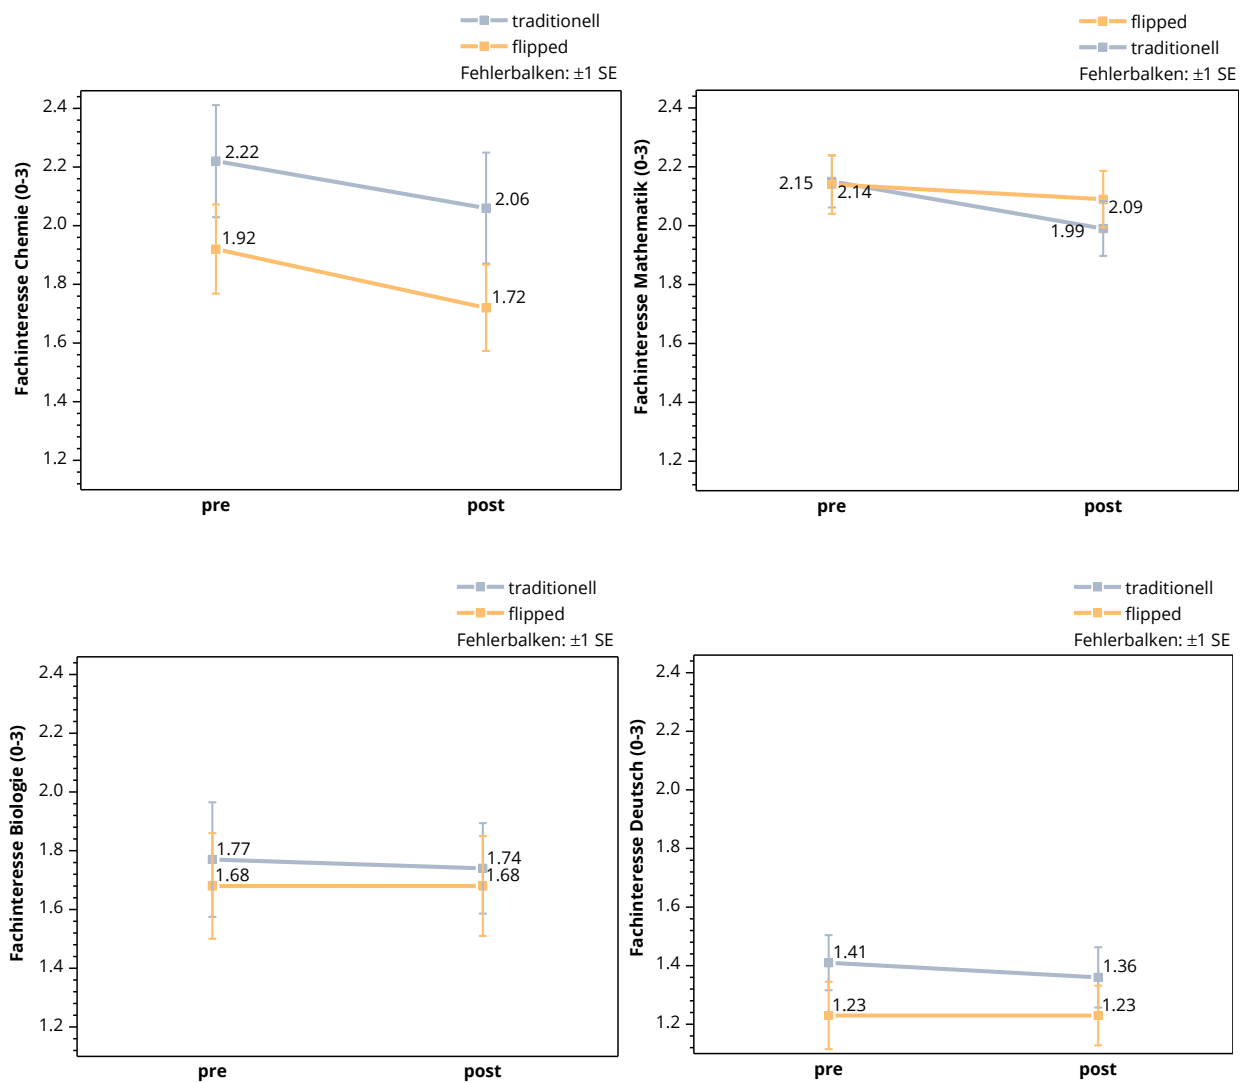 traditionell
flipped
Fehlerbalken: ±1 SE
Fachinteresse Chemie (0-3)
2.4
2.2
2.0
1.8
1.6
1.4
1.2
2.22
2.06
1.92
1.72
pre
post
flipped
traditionell
Fehlerbalken: ±1 SE
Fachinteresse Mathematik (0-3)
2.4
2.2
2.0
1.8
1.6
1.4
1.2
2.15
2.14
2.09
1.99
pre
post
traditionell
flipped
Fehlerbalken: ±1 SE
Fachinteresse Biologie (0-3)
2.4
2.2
2.0
1.8
1.6
1.4
1.2
1.77
1.74
1.68
1.68
pre
post
traditionell
flipped
Fehlerbalken: ±1 SE
Fachinteresse Deutsch (0-3)
2.4
2.2
2.0
1.8
1.6
1.4
1.2
1.41
1.36
1.23
1.23
pre
post